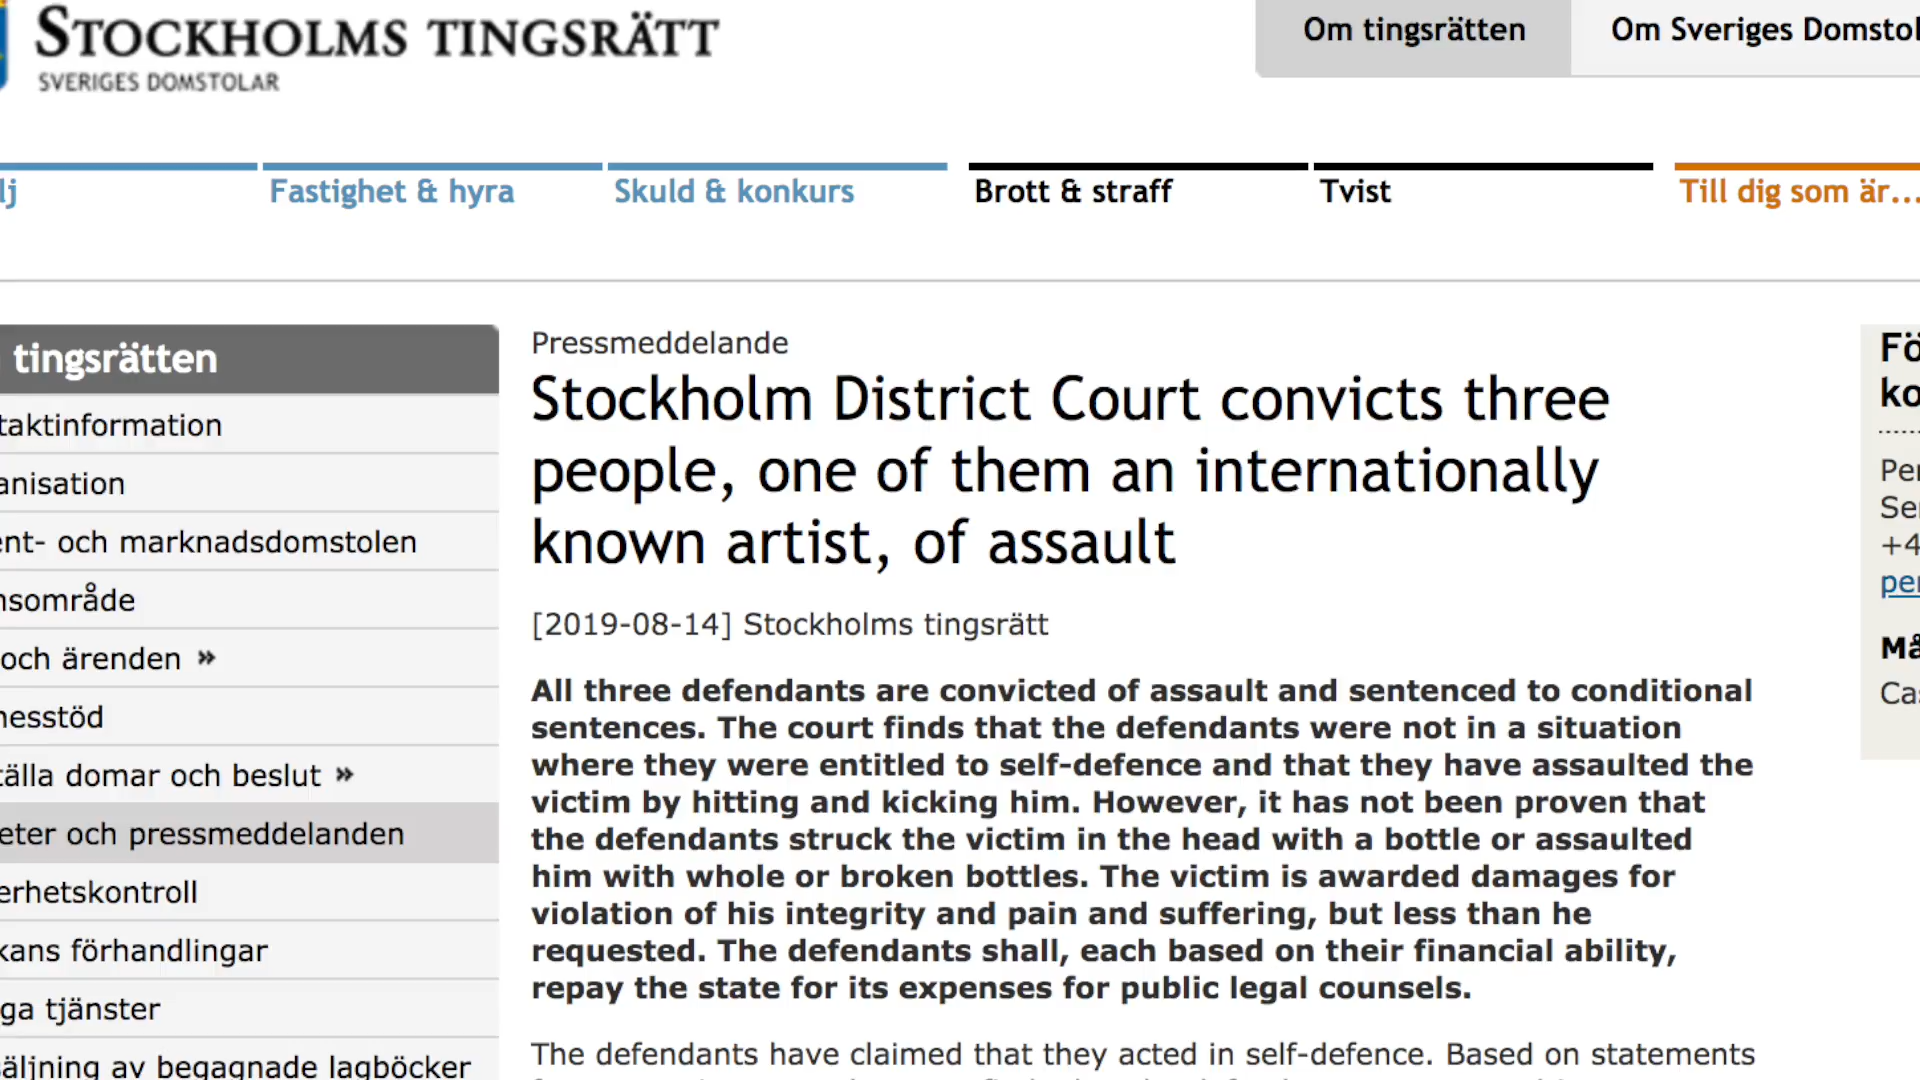 STOCKHOLMS TINGSRÄTT
SVERIGES DOMSTOLAR
Om tingsrätten
Om Sveriges Domstol
lj
Fastighet & hyra
Skuld & konkurs
Brott & straff
Tvist
Till dig som är...
tingsrätten
taktinformation
anisation
ent- och marknadsdomstolen
nsområde
och ärenden »
nesstöd
tälla domar och beslut »
eter och pressmeddelanden
erhetskontroll
kans förhandlingar
ga tjänster
äljning av begagnade lagböcker
Pressmeddelande
Stockholm District Court convicts three
people, one of them an internationally
known artist, of assault
[2019-08-14] Stockholms tingsrätt
All three defendants are convicted of assault and sentenced to conditional
sentences. The court finds that the defendants were not in a situation
where they were entitled to self-defence and that they have assaulted the
victim by hitting and kicking him. However, it has not been proven that
the defendants struck the victim in the head with a bottle or assaulted
him with whole or broken bottles. The victim is awarded damages for
violation of his integrity and pain and suffering, but less than he
requested. The defendants shall, each based on their financial ability,
repay the state for its expenses for public legal counsels.
The defendants have claimed that they acted in self-defence. Based on statements
Fö
ko
Per
Sen
+4
per
Må
Cas